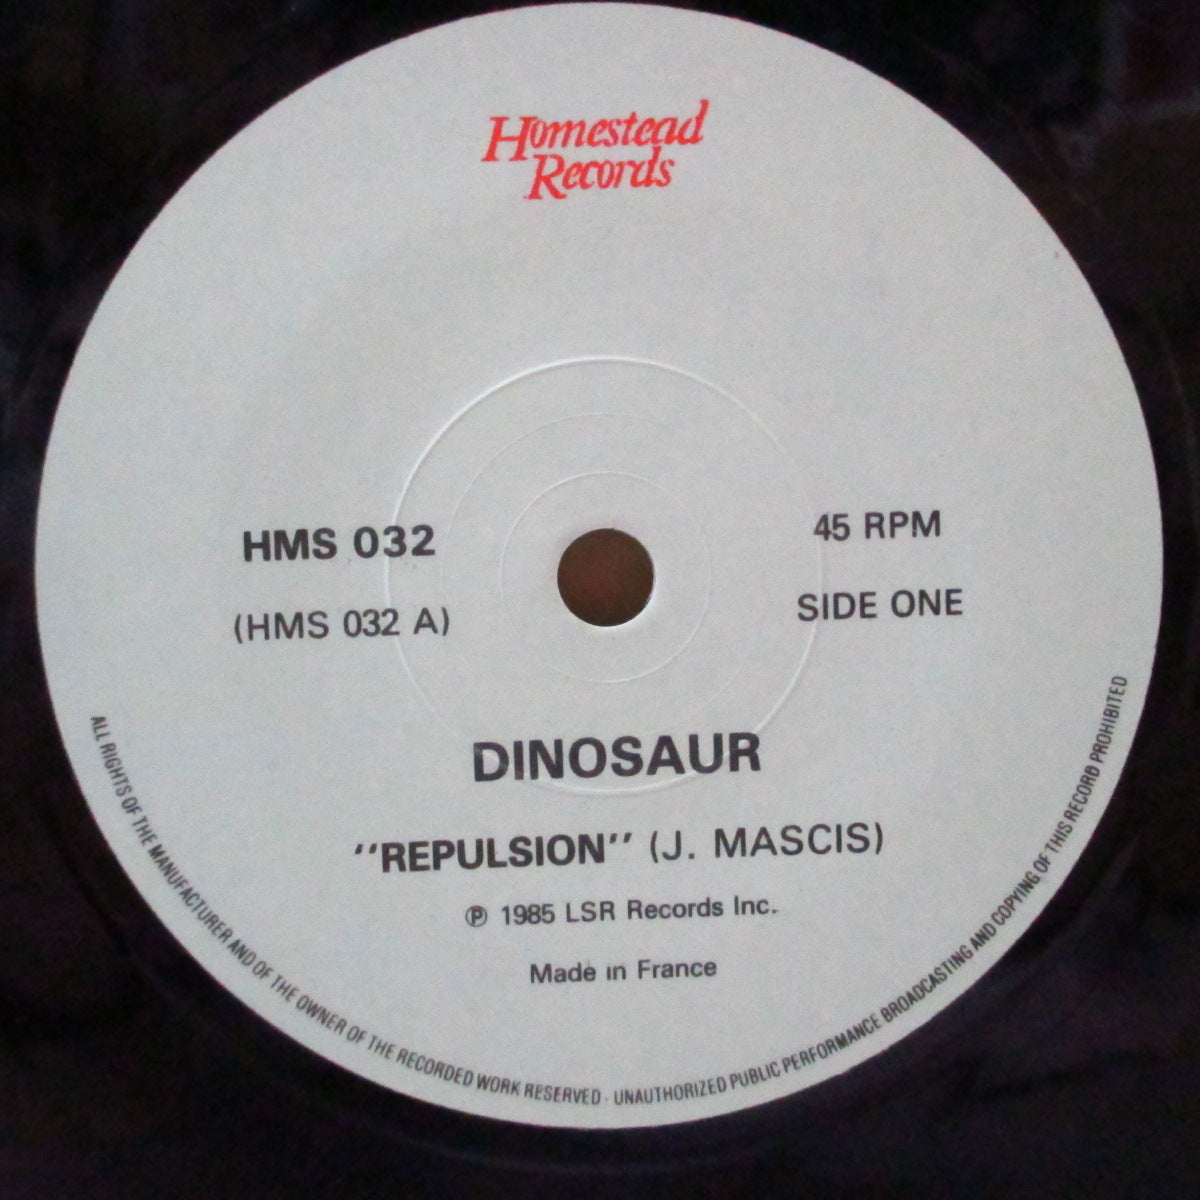 Homestead
Records
HMS 032
45 RPM
(HMS 032 A)
SIDE ONE
DINOSAUR
"REPULSION" (J. MASCIS)
℗ 1985 LSR Records Inc.
Made in France
ALL RIGHTS OF THE MANUFACTURER AND OF THE OWNER OF THE RECORDED WORK RESERVED - UNAUTHORIZED PUBLIC PERFORMANCE BROADCASTING AND COPYING OF THIS RECORD PROHIBITED